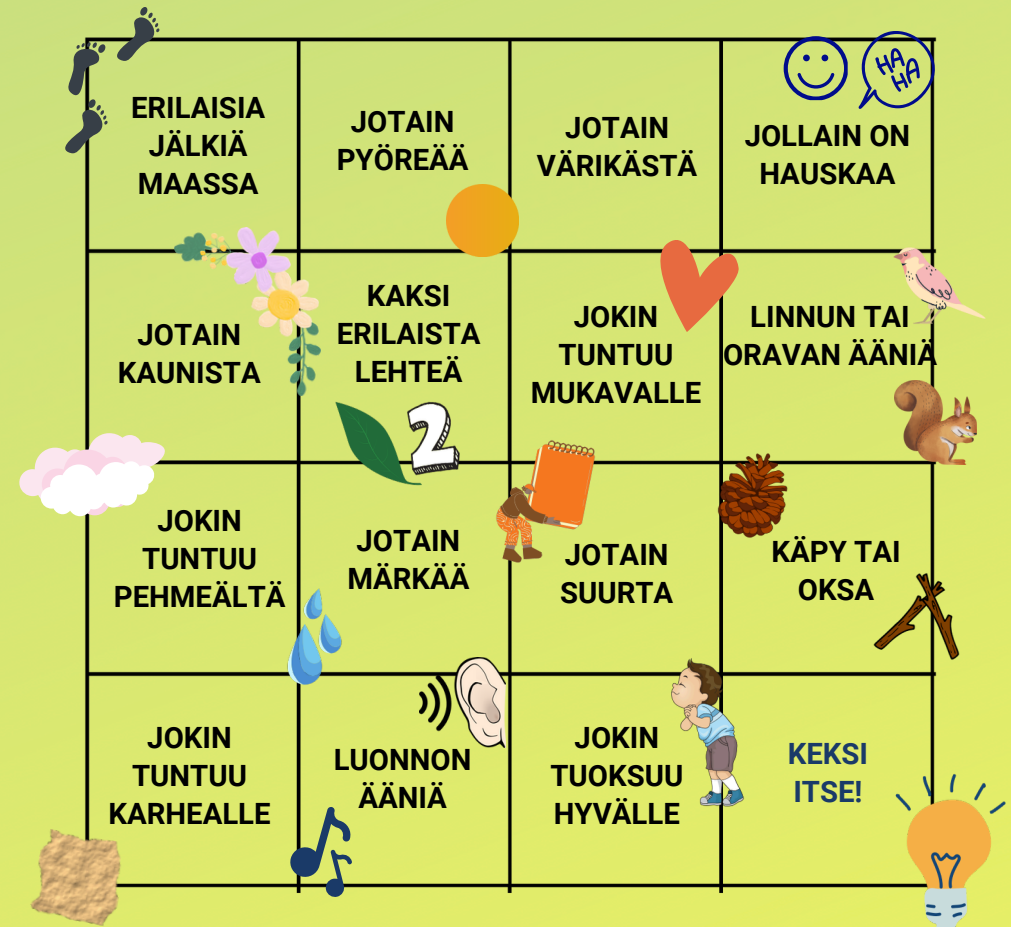 ERILAISIA
JÄLKIÄ
MAASSA
JOTAIN
PYÖREÄÄ
JOTAIN
VÄRIKÄSTÄ
HA
HA
JOLLAIN ON
HAUSKAA
JOTAIN
KAUNISTA
KAKSI
ERILAISTA
LEHTEÄ
2
JOKIN
TUNTUU
MUKAVALLE
LINNUN TAI
ORAVAN ÄÄNIÄ
JOKIN
TUNTUU
PEHMEÄLTÄ
JOTAIN
MÄRKÄÄ
JOTAIN
SUURTA
KÄPY TAI
OKSA
JOKIN
TUNTUU
KARHEALLE
LUONNON
ÄÄNIÄ
JOKIN
TUOKSUU
HYVÄLLE
KEKSI
ITSE!